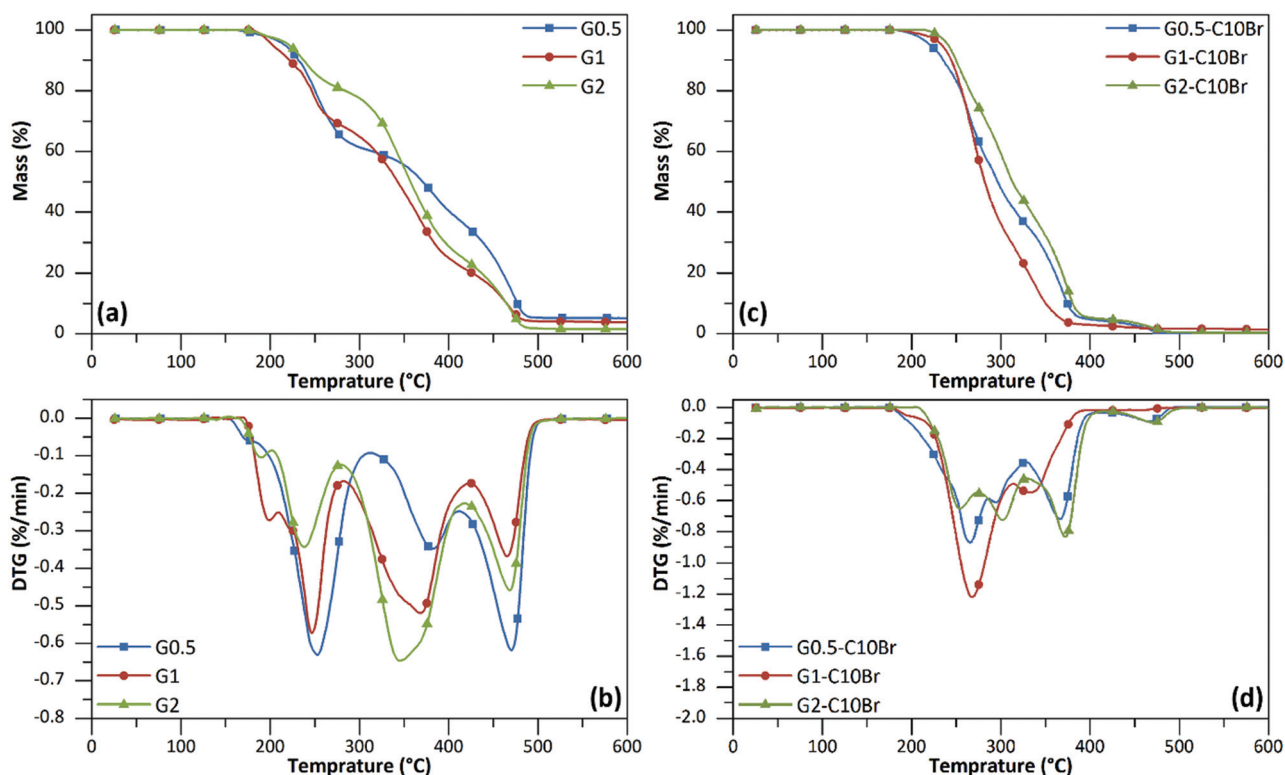 100
80
60
40
20
0
Mass (%)
G0.5
G1
G2
(a)
0 100 200 300 400 500 600
Temprature (°C)
100
80
60
40
20
0
Mass (%)
G0.5-C10Br
G1-C10Br
G2-C10Br
(c)
0 100 200 300 400 500 600
Temprature (°C)
0.0
-0.1
-0.2
-0.3
-0.4
-0.5
-0.6
-0.7
-0.8
DTG (%/min)
G0.5
G1
G2
(b)
0 100 200 300 400 500 600
Temprature (°C)
0.0
-0.2
-0.4
-0.6
-0.8
-1.0
-1.2
-1.4
-1.6
-1.8
-2.0
DTG (%/min)
G0.5-C10Br
G1-C10Br
G2-C10Br
(d)
0 100 200 300 400 500 600
Temprature (°C)